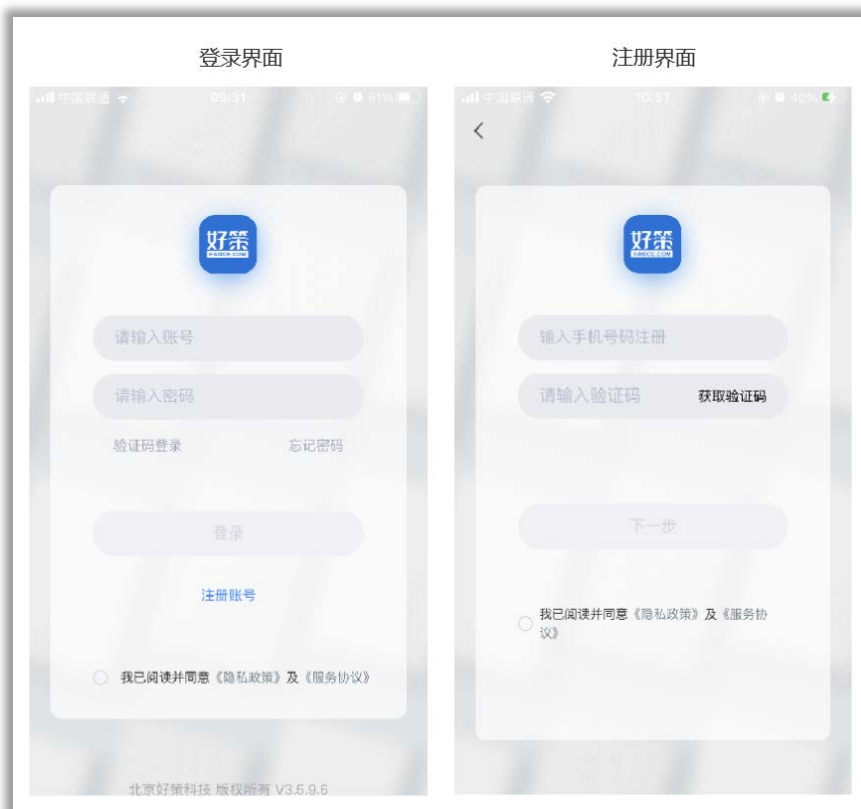 登录界面
中国联通 09:31 61%
好策
HAOCE.COM
请输入账号
请输入密码
验证码登录 忘记密码
登录
注册账号
我已阅读并同意《隐私政策》及《服务协议》
北京好策科技 版权所有 V3.5.9.6
注册界面
中国联通 10:57 40%
好策
HAOCE.COM
输入手机号码注册
请输入验证码 获取验证码
下一步
我已阅读并同意《隐私政策》及《服务协
议》